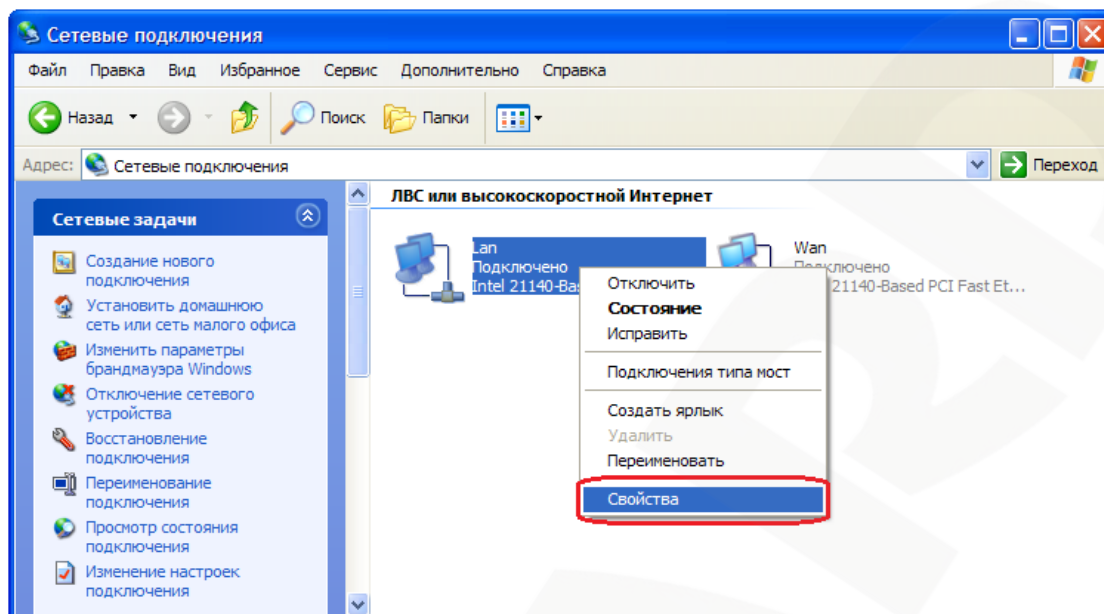 Сетевые подключения
Файл Правка Вид Избранное Сервис Дополнительно Справка
Назад Поиск Папки
Адрес: Сетевые подключения Переход
Сетевые задачи
Создание нового
подключения
Установить домашнюю
сеть или сеть малого офиса
Изменить параметры
брандмауэра Windows
Отключение сетевого
устройства
Восстановление
подключения
Переименование
подключения
Просмотр состояния
подключения
Изменение настроек
подключения
ЛВС или высокоскоростной Интернет
Lan
Подключено
Intel 21140-Ba
Wan
Подключено
21140-Based PCI Fast Et...
Отключить
Состояние
Исправить
Подключения типа мост
Создать ярлык
Удалить
Переименовать
Свойства